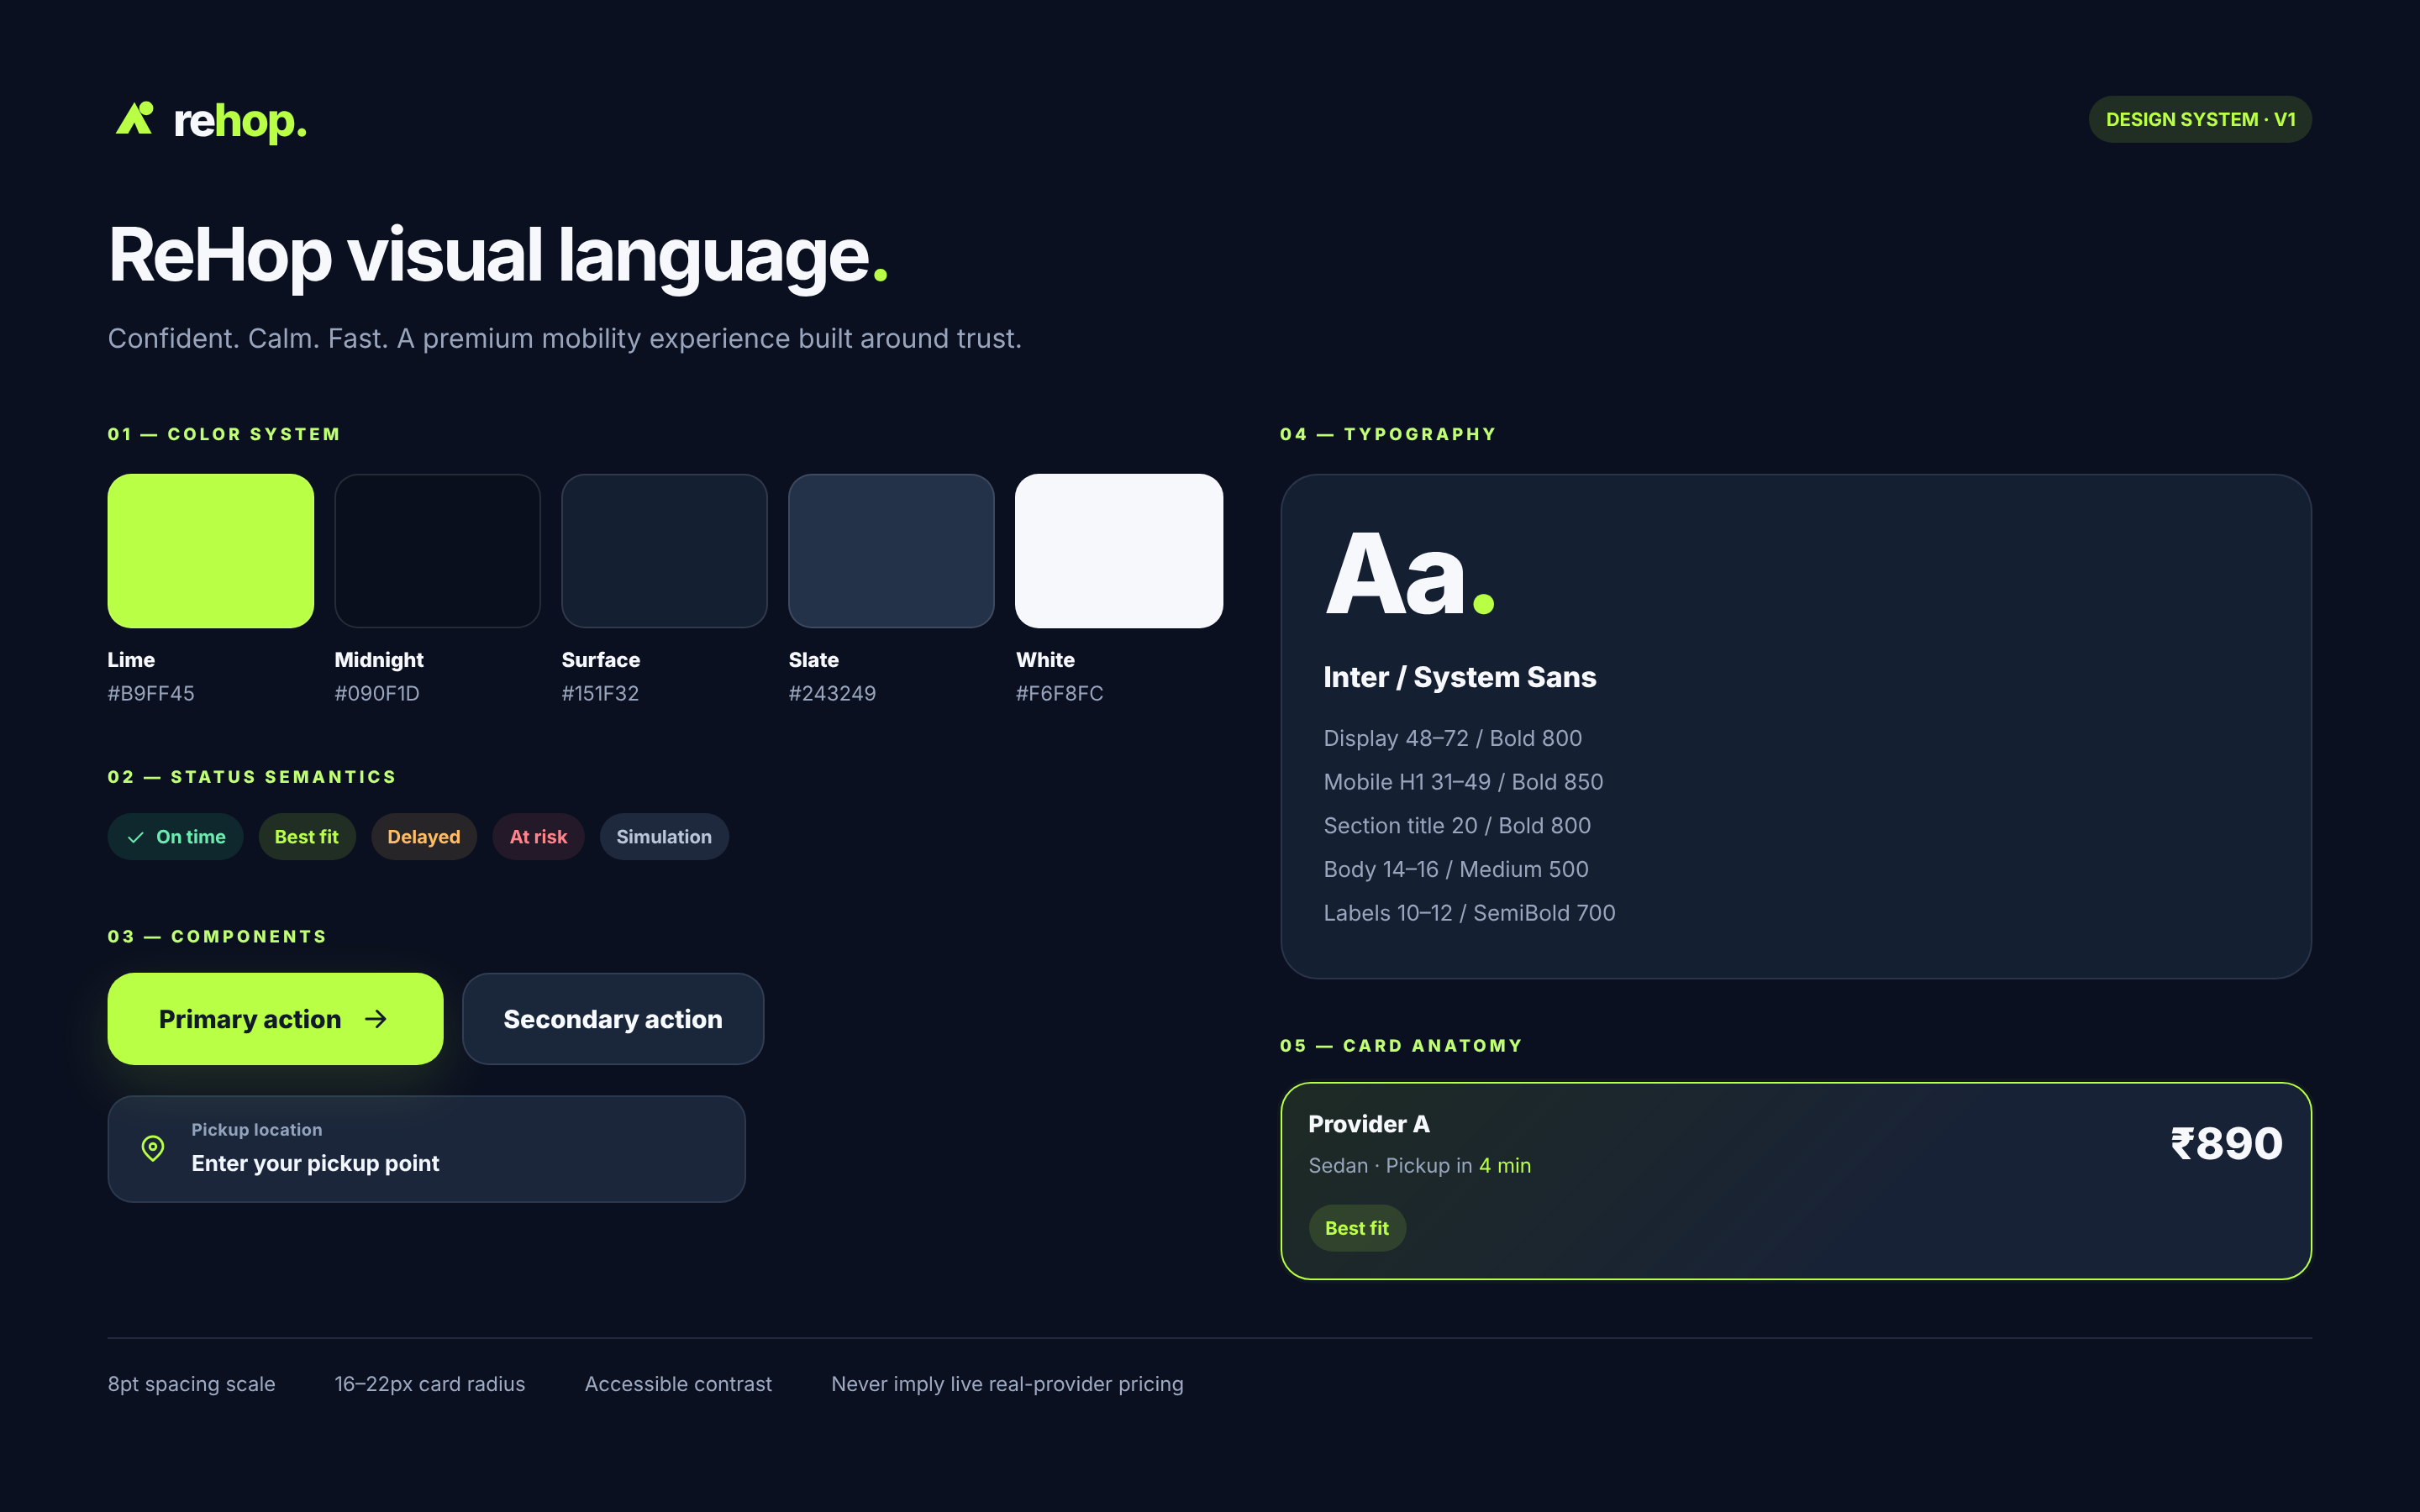 rehop.
DESIGN SYSTEM · V1
ReHop visual language.
Confident. Calm. Fast. A premium mobility experience built around trust.
01 — COLOR SYSTEM
Lime
#B9FF45
Midnight
#090F1D
Surface
#151F32
Slate
#243249
White
#F6F8FC
02 — STATUS SEMANTICS
On time
Best fit
Delayed
At risk
Simulation
03 — COMPONENTS
Primary action →
Secondary action
Pickup location
Enter your pickup point
04 — TYPOGRAPHY
Aa.
Inter / System Sans
Display 48–72 / Bold 800
Mobile H1 31–49 / Bold 850
Section title 20 / Bold 800
Body 14–16 / Medium 500
Labels 10–12 / SemiBold 700
05 — CARD ANATOMY
Provider A
Sedan · Pickup in 4 min
₹890
Best fit
8pt spacing scale
16–22px card radius
Accessible contrast
Never imply live real-provider pricing